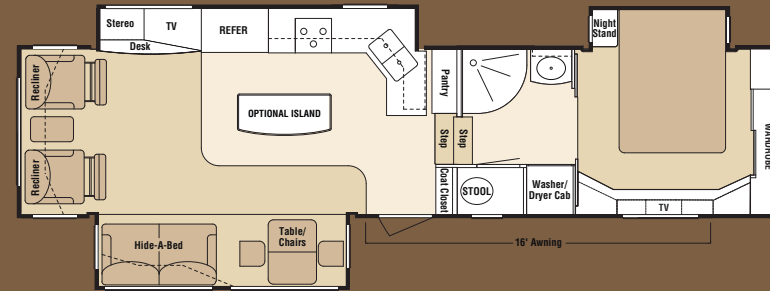 Stereo
TV
REFER
Desk
Night
Stand
Recliner
Pantry
OPTIONAL ISLAND
Step
Step
WARDROBE
Recliner
Coat Closet
STOOL
Washer/
Dryer Cab
TV
Hide-A-Bed
Table/
Chairs
16' Awning